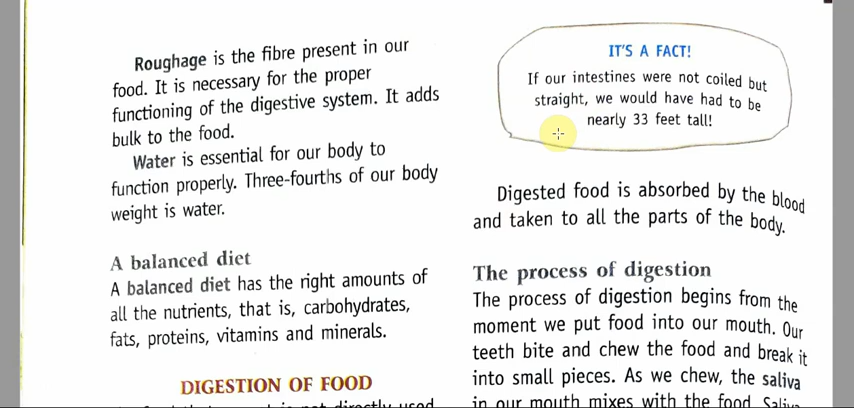 Roughage is the fibre present in our
food. It is necessary for the proper
functioning of the digestive system. It adds
bulk to the food.
Water is essential for our body to
function properly. Three-fourths of our body
weight is water.
A balanced diet
A balanced diet has the right amounts of
all the nutrients, that is, carbohydrates,
fats, proteins, vitamins and minerals.
DIGESTION OF FOOD
IT'S A FACT!
If our intestines were not coiled but
straight, we would have had to be
nearly 33 feet tall!
Digested food is absorbed by the blood
and taken to all the parts of the body.
The process of digestion
The process of digestion begins from the
moment we put food into our mouth. Our
teeth bite and chew the food and break it
into small pieces. As we chew, the saliva
in our mouth mixes with the food. Saliva